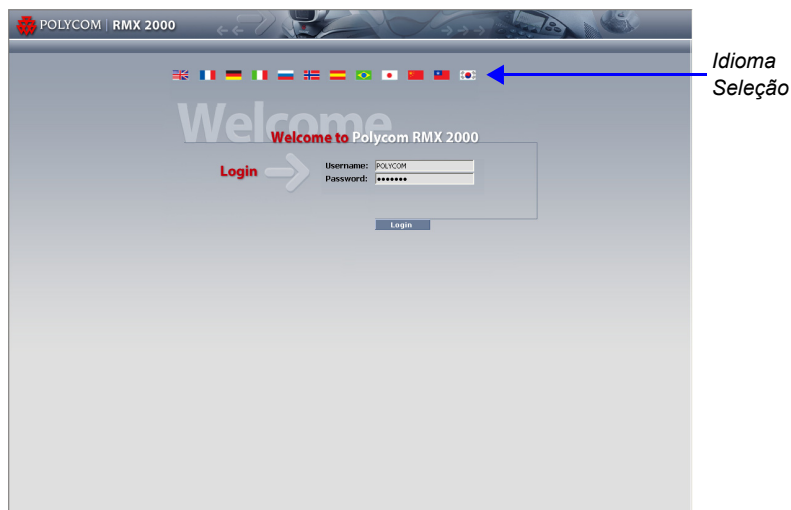 POLYCOM | RMX 2000
Idioma
Seleção
Welcome
Welcome to Polycom RMX 2000
Login
Username: POLYCOM
Password: •••••••
Login